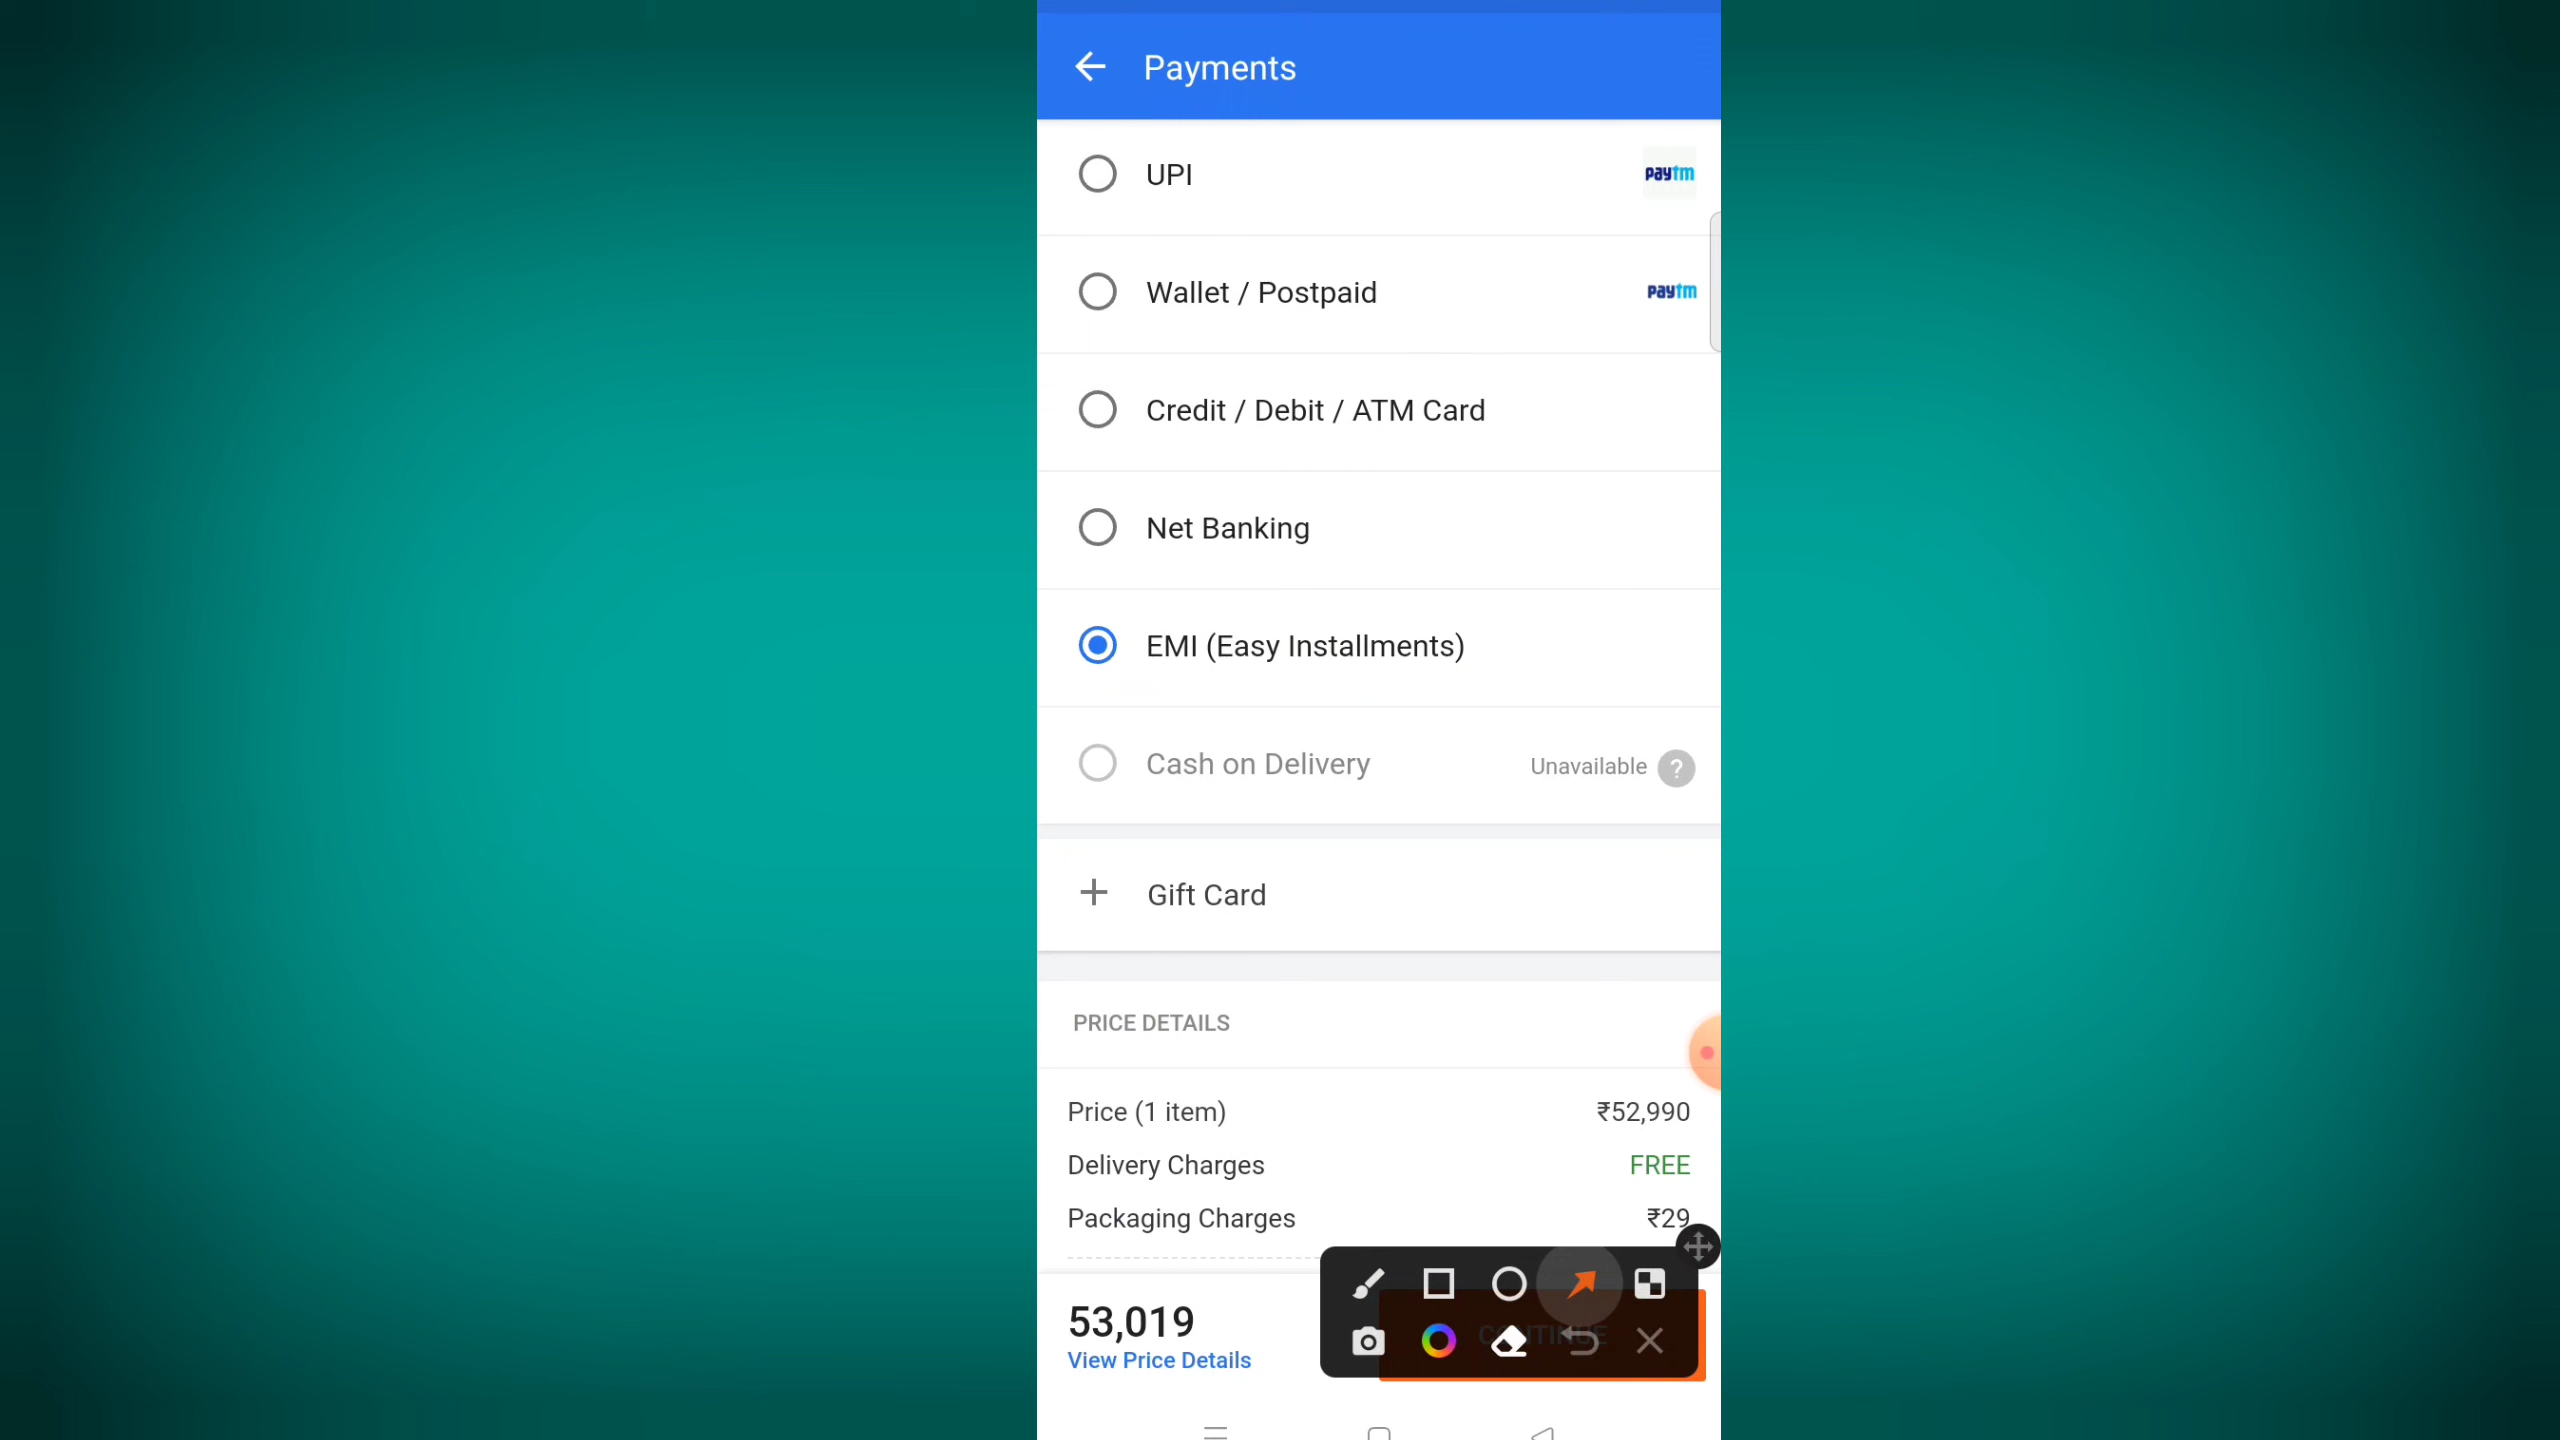 Payments
UPI paytm
Wallet / Postpaid paytm
Credit / Debit / ATM Card
Net Banking
EMI (Easy Installments)
Cash on Delivery Unavailable ?
+ Gift Card
PRICE DETAILS
Price (1 item) ₹52,990
Delivery Charges FREE
Packaging Charges ₹29
53,019
CONTINUE
View Price Details